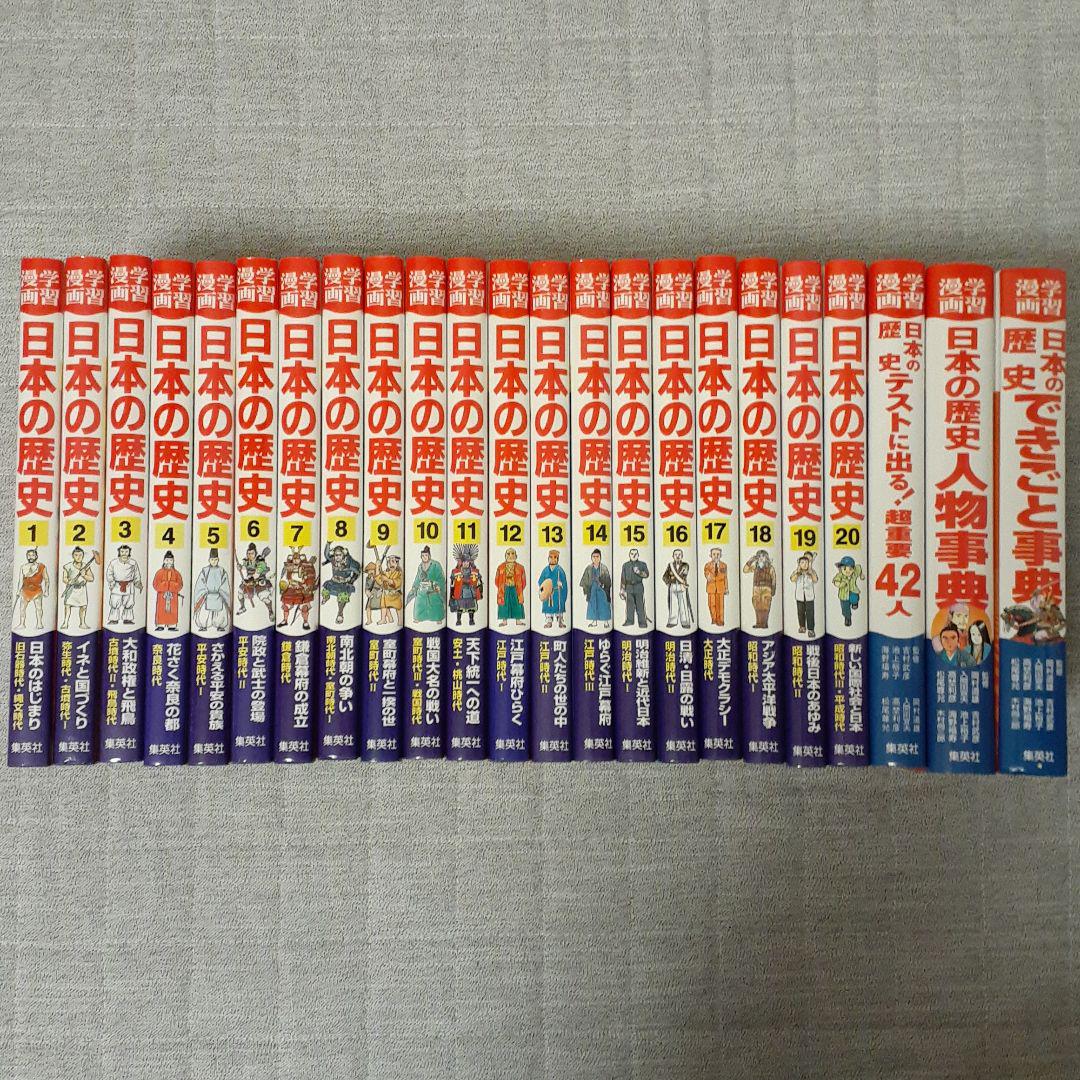 学習漫画
日本の歴史
1
日本のはじまり
旧石器時代・縄文時代
集英社
学習漫画
日本の歴史
2
イネと国づくり
弥生時代・古墳時代Ⅰ
集英社
学習漫画
日本の歴史
3
大和政権と飛鳥
古墳時代Ⅱ・飛鳥時代
集英社
学習漫画
日本の歴史
4
花さく奈良の都
奈良時代
集英社
学習漫画
日本の歴史
5
さかえる平安の貴族
平安時代Ⅰ
集英社
学習漫画
日本の歴史
6
院政と武士の登場
平安時代Ⅱ
集英社
学習漫画
日本の歴史
7
鎌倉幕府の成立
鎌倉時代
集英社
学習漫画
日本の歴史
8
南北朝の争い
南北朝時代・室町時代Ⅰ
集英社
学習漫画
日本の歴史
9
室町幕府と一揆の世
室町時代Ⅱ
集英社
学習漫画
日本の歴史
10
戦国大名の戦い
室町時代Ⅲ・戦国時代
集英社
学習漫画
日本の歴史
11
天下統一への道
安土・桃山時代
集英社
学習漫画
日本の歴史
12
江戸幕府ひらく
江戸時代Ⅰ
集英社
学習漫画
日本の歴史
13
町人たちの世の中
江戸時代Ⅱ
集英社
学習漫画
日本の歴史
14
ゆらぐ江戸幕府
江戸時代Ⅲ
集英社
学習漫画
日本の歴史
15
明治維新と近代日本
明治時代Ⅰ
集英社
学習漫画
日本の歴史
16
日清・日露の戦い
明治時代Ⅱ
集英社
学習漫画
日本の歴史
17
大正デモクラシー
大正時代
集英社
学習漫画
日本の歴史
18
アジア・太平洋戦争
昭和時代Ⅰ
集英社
学習漫画
日本の歴史
19
戦後日本のあゆみ
昭和時代Ⅱ
集英社
学習漫画
日本の歴史
20
新しい国際社会と日本
昭和時代Ⅲ・平成時代
集英社
学習漫画
日本の歴史
テストに出る!超重要42人
監修
集英社
学習漫画
日本の歴史
人物事典
監修
集英社
学習漫画
日本の歴史
できごと事典
集英社